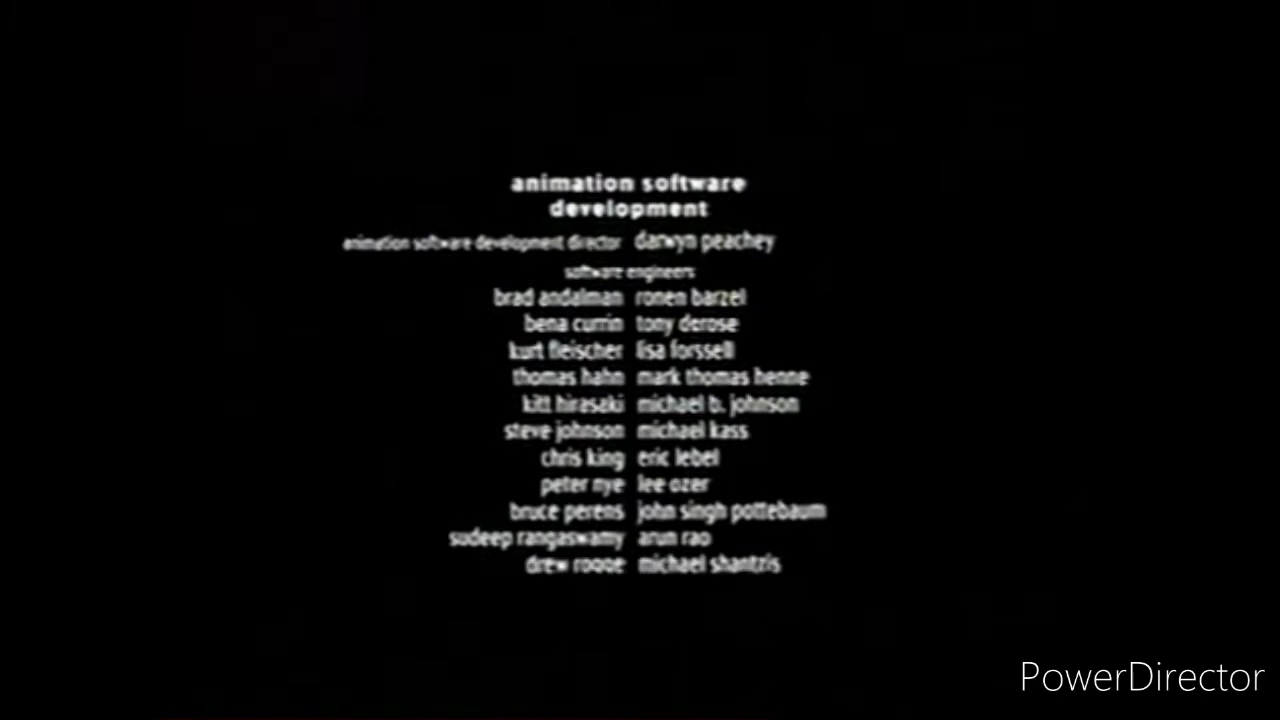 animation software
development
animation software development director darwyn peachey
software engineers
brad andalman ronen barzel
bena currin tony derose
kurt fleischer lisa forssell
thomas hahn mark thomas henne
kitt hirasaki michael b. johnson
steve johnson michael kass
chris king eric lebel
peter nye lee ozer
bruce perens john singh pottebaum
sudeep rangaswamy arun rao
drew rogge michael shantzis
PowerDirector